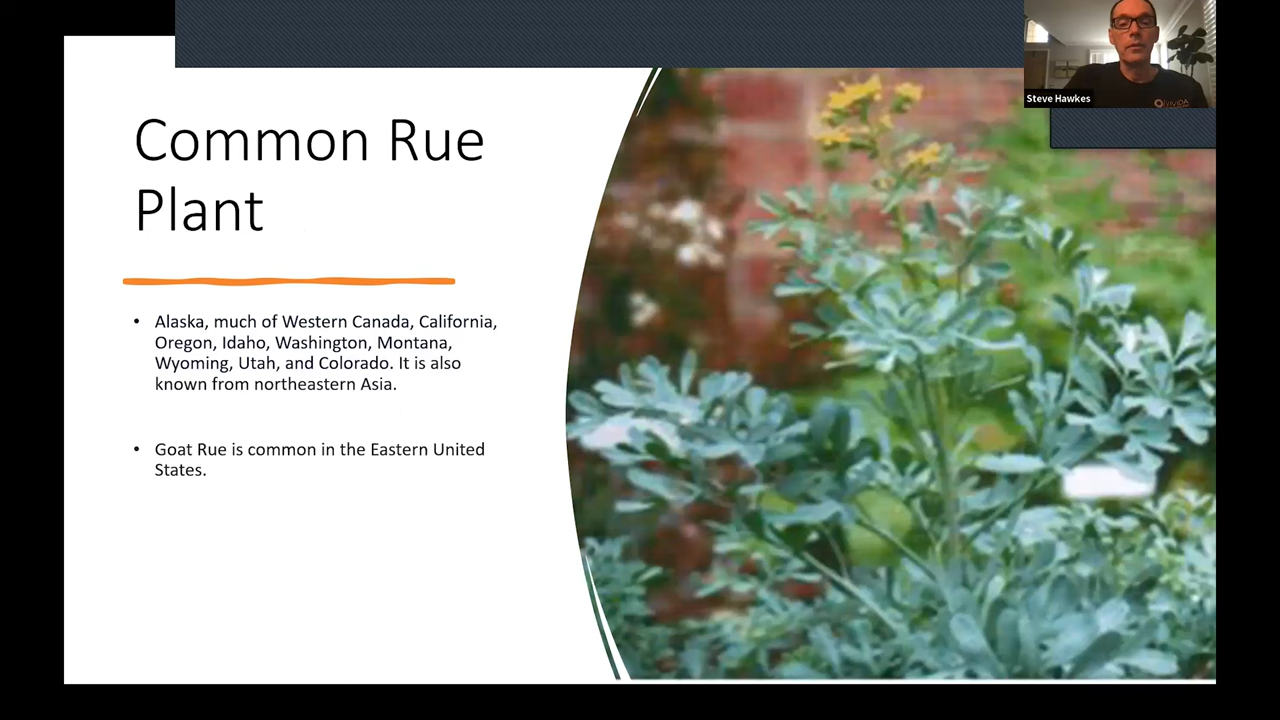 Common Rue
Plant
• Alaska, much of Western Canada, California,
Oregon, Idaho, Washington, Montana,
Wyoming, Utah, and Colorado. It is also
known from northeastern Asia.
• Goat Rue is common in the Eastern United
States.
Steve Hawkes